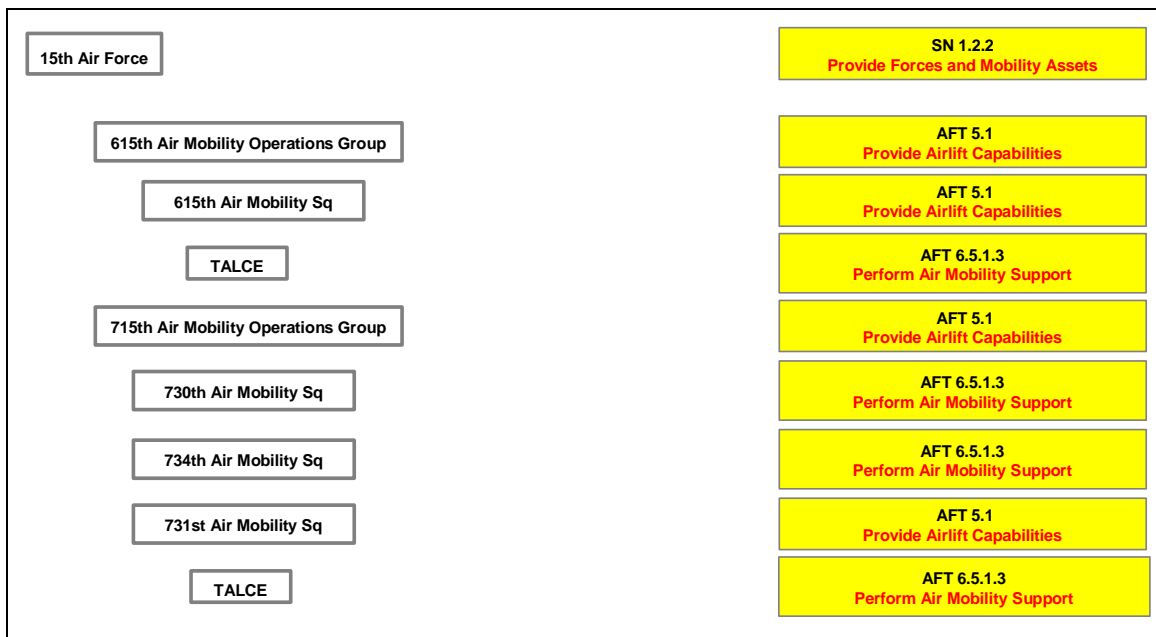 15th Air Force
SN 1.2.2
Provide Forces and Mobility Assets
615th Air Mobility Operations Group
AFT 5.1
Provide Airlift Capabilities
615th Air Mobility Sq
AFT 5.1
Provide Airlift Capabilities
TALCE
AFT 6.5.1.3
Perform Air Mobility Support
715th Air Mobility Operations Group
AFT 5.1
Provide Airlift Capabilities
730th Air Mobility Sq
AFT 6.5.1.3
Perform Air Mobility Support
734th Air Mobility Sq
AFT 6.5.1.3
Perform Air Mobility Support
731st Air Mobility Sq
AFT 5.1
Provide Airlift Capabilities
TALCE
AFT 6.5.1.3
Perform Air Mobility Support